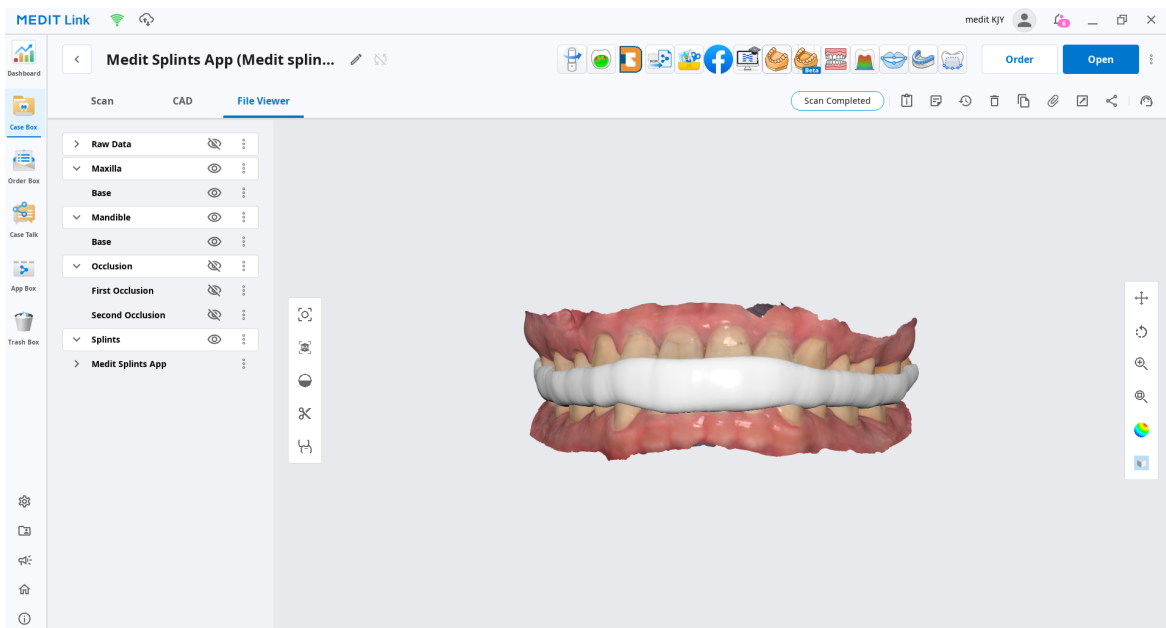 MEDIT Link
medit KJY
6
Medit Splints App (Medit splin...
Beta
Order
Open
Scan
CAD
File Viewer
Scan Completed
Dashboard
Case Box
Order Box
Case Talk
App Box
Trash Box
Raw Data
Maxilla
Base
Mandible
Base
Occlusion
First Occlusion
Second Occlusion
Splints
Medit Splints App